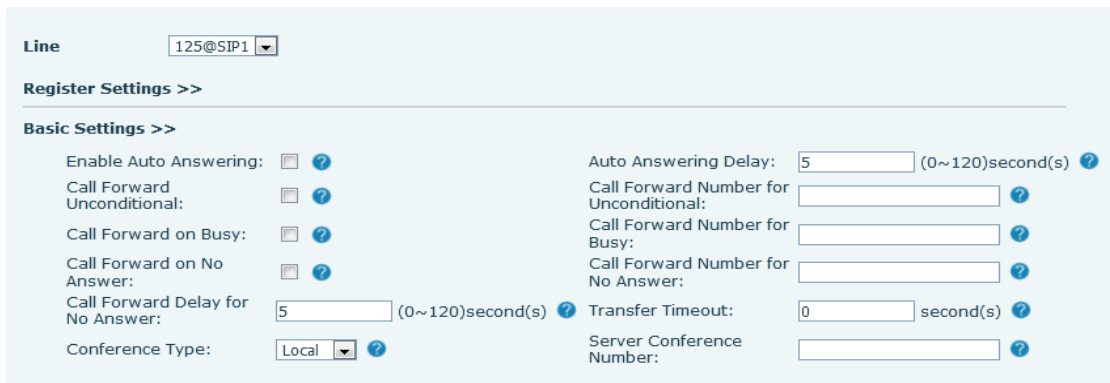 Line 125@SIP1
Register Settings >>
Basic Settings >>
Enable Auto Answering: Auto Answering Delay: 5 (0~120)second(s)
Call Forward
Unconditional:
Call Forward Number for
Unconditional:
Call Forward on Busy:
Call Forward Number for
Busy:
Call Forward on No
Answer:
Call Forward Number for
No Answer:
Call Forward Delay for
No Answer:
5 (0~120)second(s)
Transfer Timeout: 0 second(s)
Conference Type: Local
Server Conference
Number: